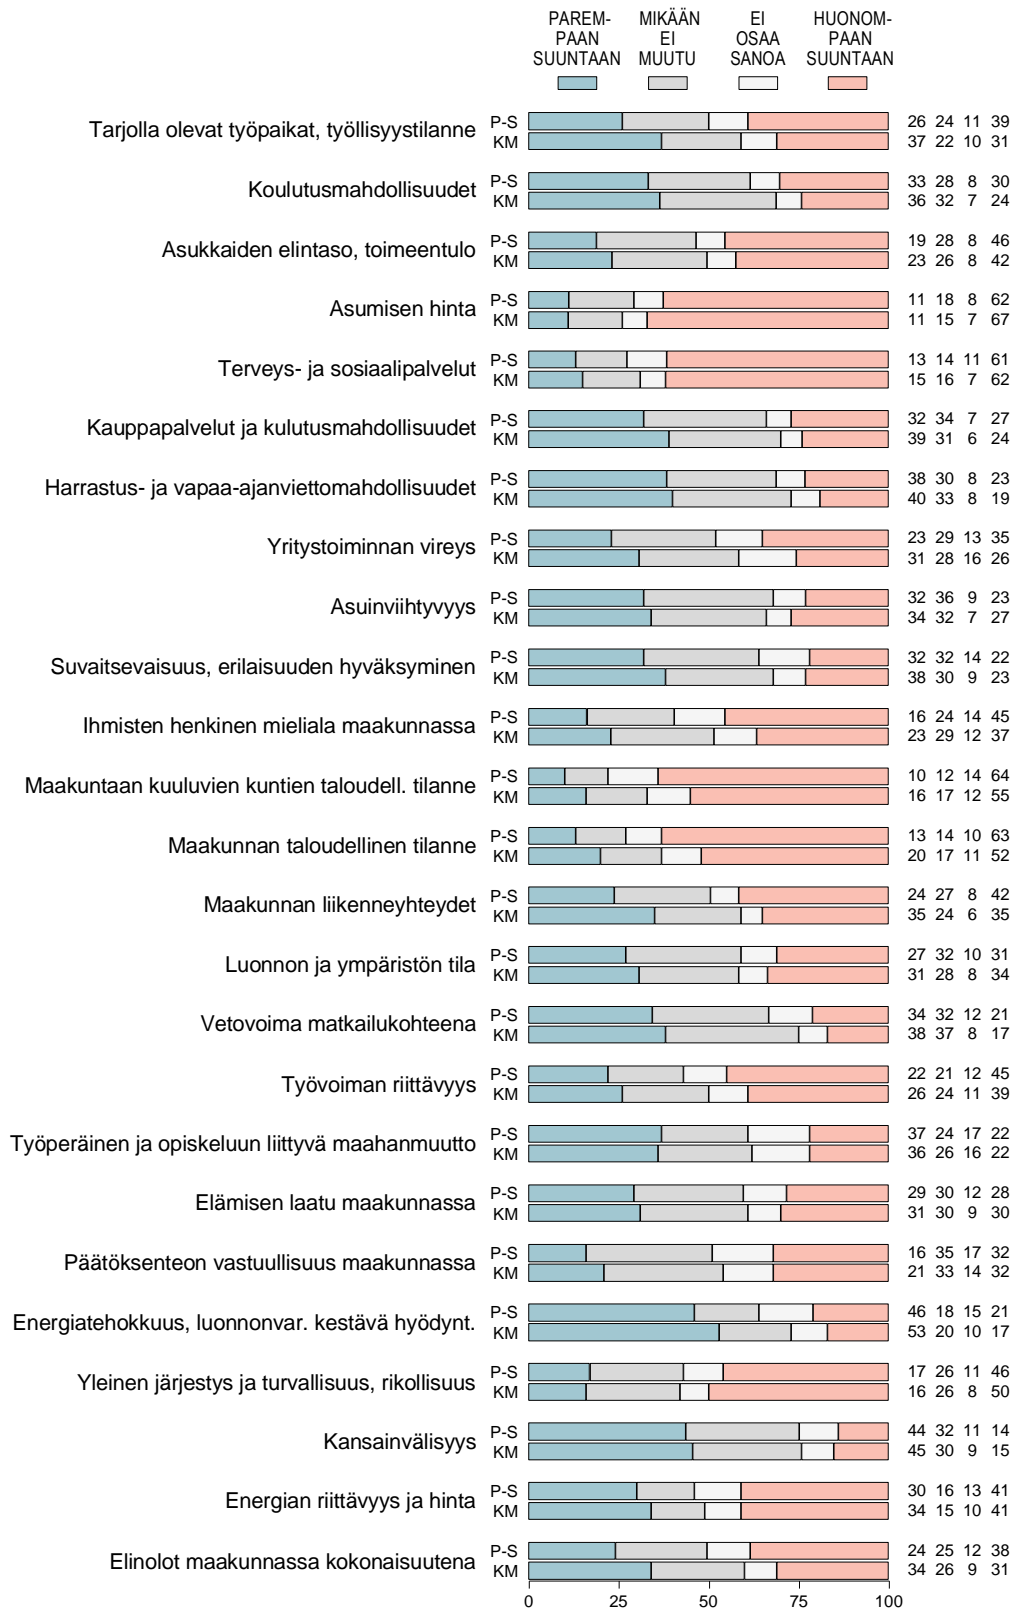 PAREM-
PAAN
SUUNTAAN
MIKÄÄN
EI
MUUTU
EI
OSAA
SANOA
HUONOM-
PAAN
SUUNTAAN
Tarjolla olevat työpaikat, työllisyystilanne
P-S 26 24 11 39
KM 37 22 10 31
Koulutusmahdollisuudet
P-S 33 28 8 30
KM 36 32 7 24
Asukkaiden elintaso, toimeentulo
P-S 19 28 8 46
KM 23 26 8 42
Asumisen hinta
P-S 11 18 8 62
KM 11 15 7 67
Terveys- ja sosiaalipalvelut
P-S 13 14 11 61
KM 15 16 7 62
Kauppapalvelut ja kulutusmahdollisuudet
P-S 32 34 7 27
KM 39 31 6 24
Harrastus- ja vapaa-ajanviettomahdollisuudet
P-S 38 30 8 23
KM 40 33 8 19
Yritystoiminnan vireys
P-S 23 29 13 35
KM 31 28 16 26
Asuinviihtyvyys
P-S 32 36 9 23
KM 34 32 7 27
Suvaitsevaisuus, erilaisuuden hyväksyminen
P-S 32 32 14 22
KM 38 30 9 23
Ihmisten henkinen mieliala maakunnassa
P-S 16 24 14 45
KM 23 29 12 37
Maakuntaan kuuluvien kuntien taloudell. tilanne
P-S 10 12 14 64
KM 16 17 12 55
Maakunnan taloudellinen tilanne
P-S 13 14 10 63
KM 20 17 11 52
Maakunnan liikenneyhteydet
P-S 24 27 8 42
KM 35 24 6 35
Luonnon ja ympäristön tila
P-S 27 32 10 31
KM 31 28 8 34
Vetovoima matkailukohteena
P-S 34 32 12 21
KM 38 37 8 17
Työvoiman riittävyys
P-S 22 21 12 45
KM 26 24 11 39
Työperäinen ja opiskeluun liittyvä maahanmuutto
P-S 37 24 17 22
KM 36 26 16 22
Elämisen laatu maakunnassa
P-S 29 30 12 28
KM 31 30 9 30
Päätöksenteon vastuullisuus maakunnassa
P-S 16 35 17 32
KM 21 33 14 32
Energiatehokkuus, luonnonvar. kestävä hyödynt.
P-S 46 18 15 21
KM 53 20 10 17
Yleinen järjestys ja turvallisuus, rikollisuus
P-S 17 26 11 46
KM 16 26 8 50
Kansainvälisyys
P-S 44 32 11 14
KM 45 30 9 15
Energian riittävyys ja hinta
P-S 30 16 13 41
KM 34 15 10 41
Elinolot maakunnassa kokonaisuutena
P-S 24 25 12 38
KM 34 26 9 31
0 25 50 75 100